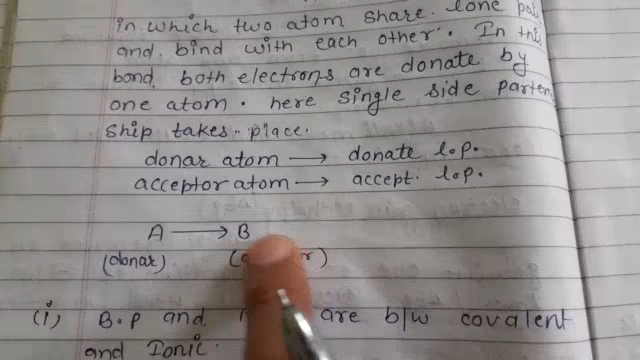 in which two atom share. lone
and. bind with each other. In this
bond. both electrons are donate by
one atom. here single side partern
ship takes place.
donar atom → donate l.p.
acceptor atom → accept. l.p.
A → B
(donar)
(i) B.P and are b/w covalent
and Ionic.